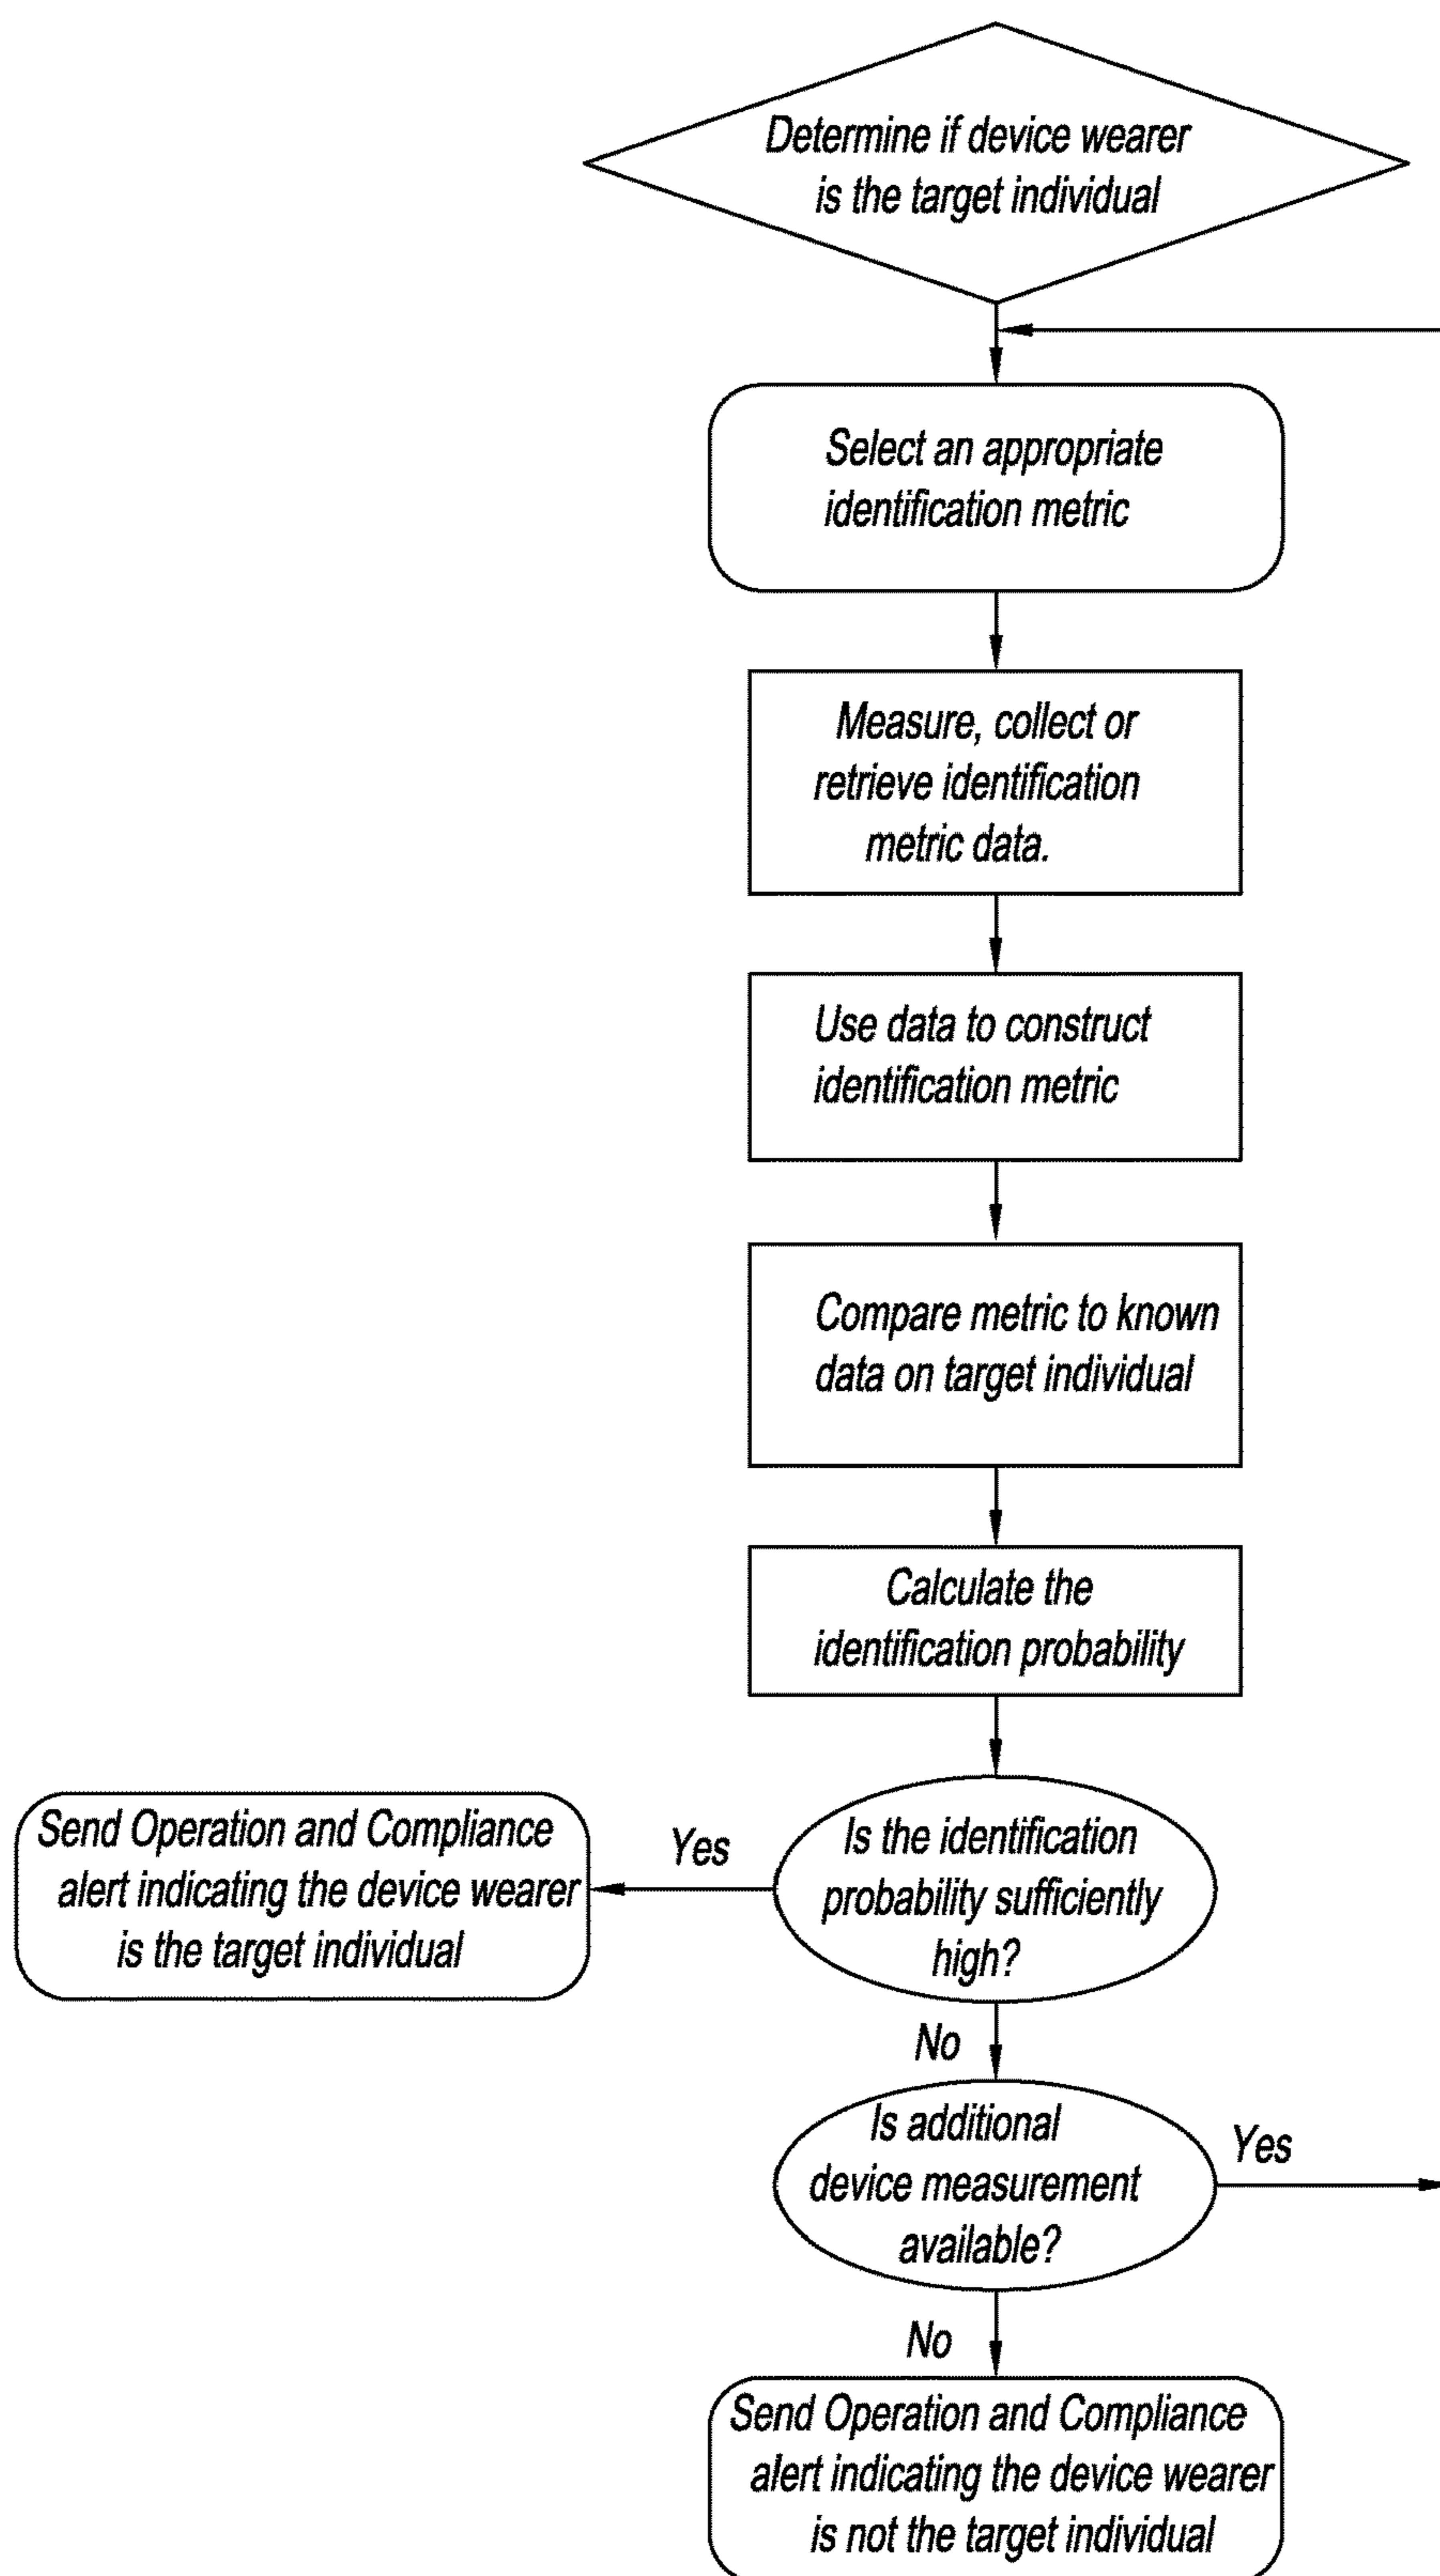 Determine if device wearer
is the target individual
Select an appropriate
identification metric
Measure, collect or
retrieve identification
metric data.
Use data to construct
identification metric
Compare metric to known
data on target individual
Calculate the
identification probability
Is the identification
probability sufficiently
high?
Yes
Send Operation and Compliance
alert indicating the device wearer
is the target individual
No
Is additional
device measurement
available?
Yes
No
Send Operation and Compliance
alert indicating the device wearer
is not the target individual